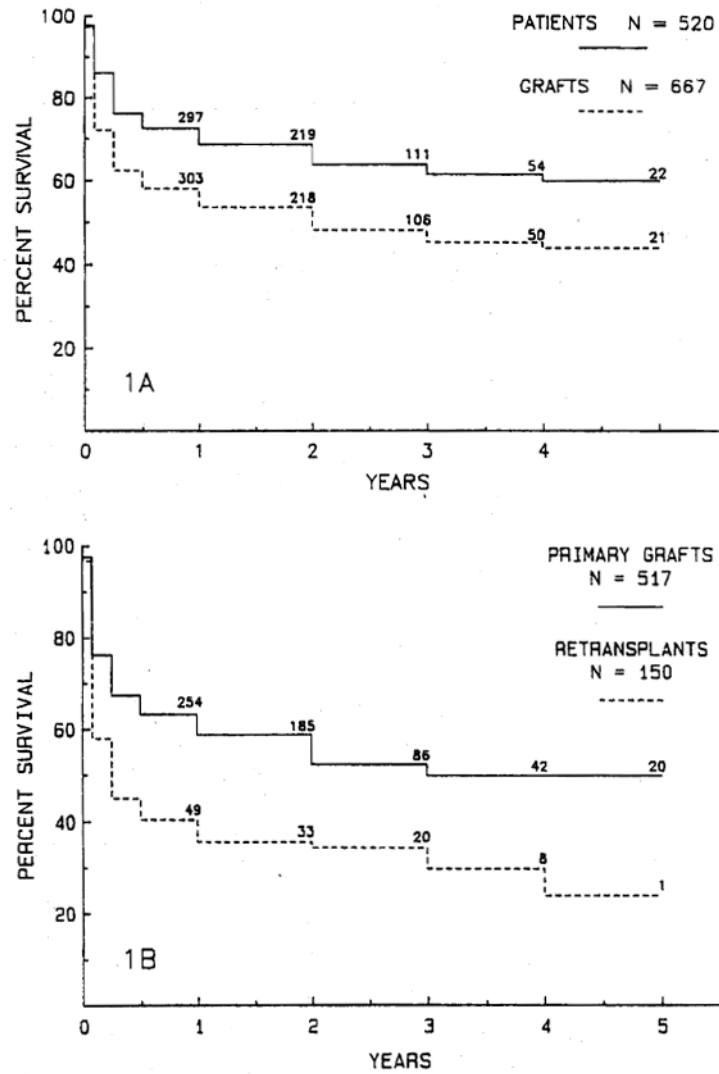 100
80
60
40
20
PERCENT SURVIVAL
PATIENTS N = 520
GRAFTS N = 667
297
219
111
54
22
303
218
106
50
21
1A
0 1 2 3 4
YEARS
100
80
60
40
20
PERCENT SURVIVAL
PRIMARY GRAFTS
N = 517
RETRANSPLANTS
N = 150
254
185
86
42
20
49
33
20
8
1
1B
0 1 2 3 4 5
YEARS